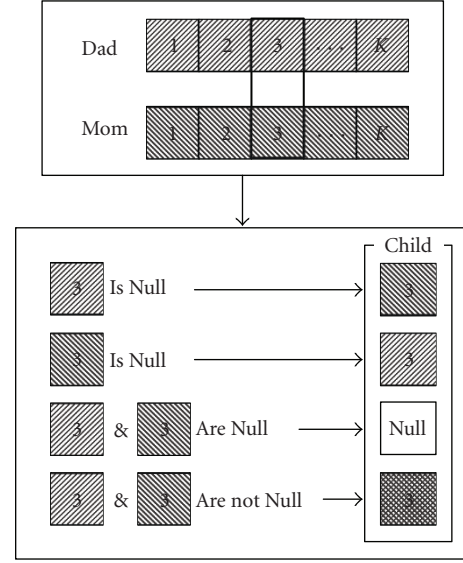 Dad 1 2 3 ... K
Mom 1 2 3 ... K
Child
3 Is Null 3
3 Is Null 3
3 & 3 Are Null Null
3 & 3 Are not Null 3